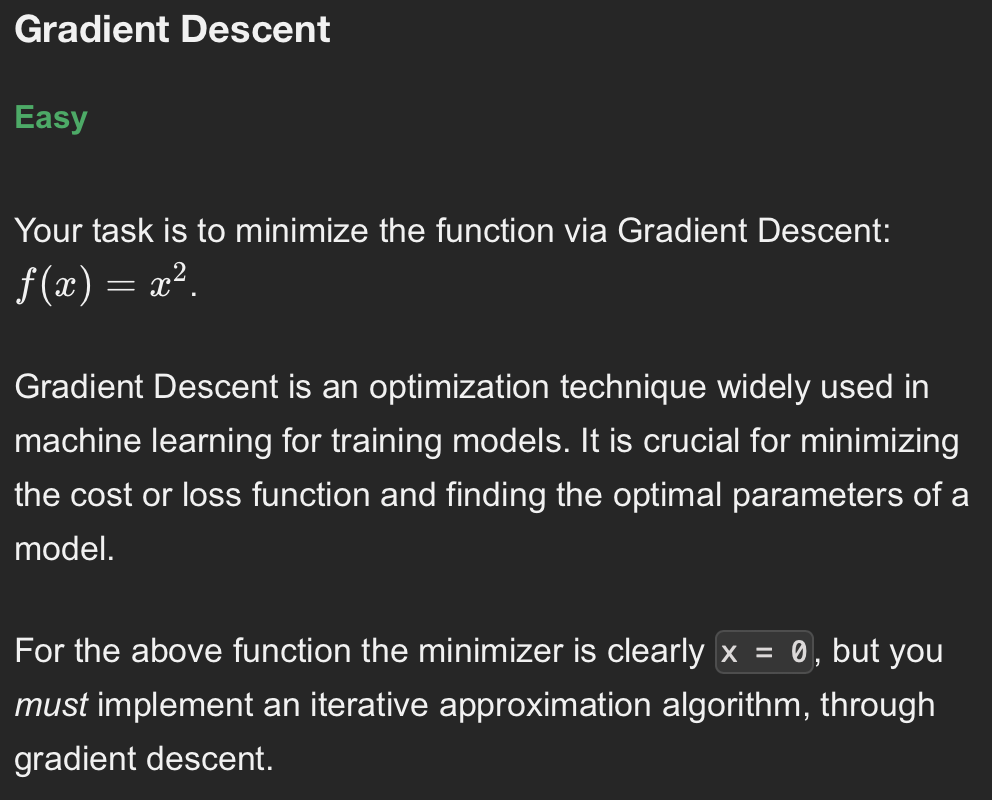 Gradient Descent
Easy
Your task is to minimize the function via Gradient Descent:
f(x) = x².
Gradient Descent is an optimization technique widely used in
machine learning for training models. It is crucial for minimizing
the cost or loss function and finding the optimal parameters of a
model.
For the above function the minimizer is clearly x = 0, but you
must implement an iterative approximation algorithm, through
gradient descent.